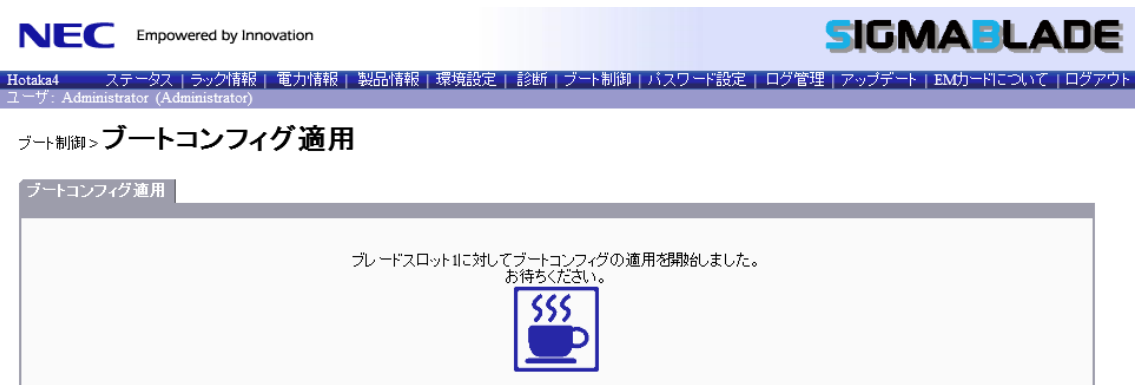 NEC Empowered by Innovation SIGMABLADE
Hotaka4 ステータス | ラック情報 | 電力情報 | 製品情報 | 環境設定 | 診断 | ブート制御 | パスワード設定 | ログ管理 | アップデート | EMカードについて | ログアウト
ユーザ: Administrator (Administrator)
ブート制御 > ブートコンフィグ適用
ブートコンフィグ適用
ブレードスロット1に対してブートコンフィグの適用を開始しました。
お待ちください。